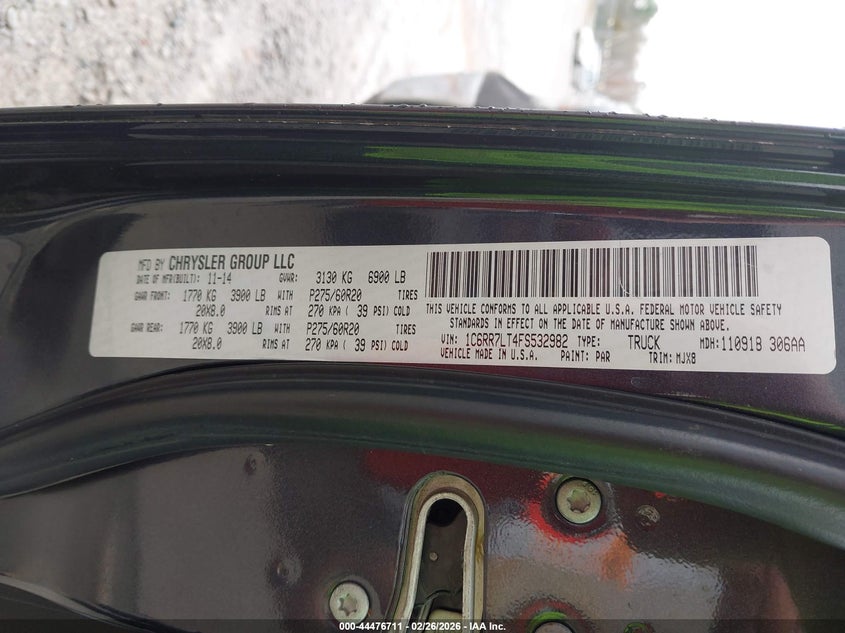 MFD BY CHRYSLER GROUP LLC
DATE OF MFR(BUILT): 11-14 GVWR: 3130 KG 6900 LB
GAWR FRONT: 1770 KG 3900 LB WITH P275/60R20 TIRES
20X8.0 RIMS AT 270 KPA ( 39 PSI) COLD
GAWR REAR: 1770 KG 3900 LB WITH P275/60R20 TIRES
20X8.0 RIMS AT 270 KPA ( 39 PSI) COLD
THIS VEHICLE CONFORMS TO ALL APPLICABLE U.S.A. FEDERAL MOTOR VEHICLE SAFETY
STANDARDS IN EFFECT ON THE DATE OF MANUFACTURE SHOWN ABOVE.
VIN: 1C6RR7LT4FS532982 TYPE: TRUCK MDH:110918 306AA
VEHICLE MADE IN U.S.A. PAINT: PAR TRIM: MJX8
000-44476711 - 02/26/2026 - IAA Inc.